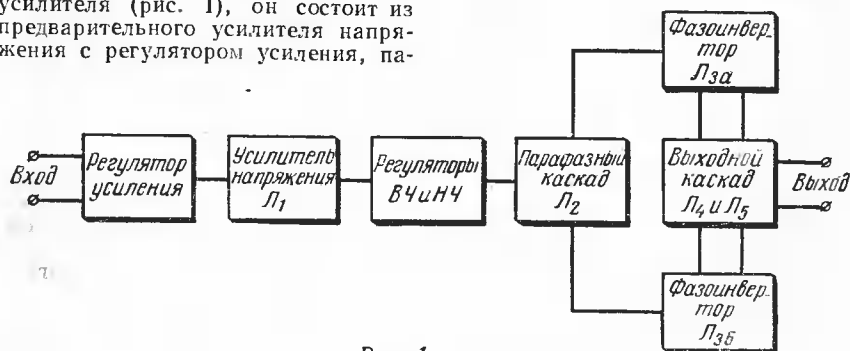 усилителя (рис. 1), он состоит из
предварительного усилителя напря-
жения с регулятором усиления, па-
Фазоинвер-
тор
Л3а
Вход
Регулятор
усиления
Усилитель
напряжения
Л1
Регуляторы
ВЧ и НЧ
Парафазный
каскад
Л2
Выходной
каскад
Л4 и Л5
Выход
Фазоинвер-
тор
Л3б